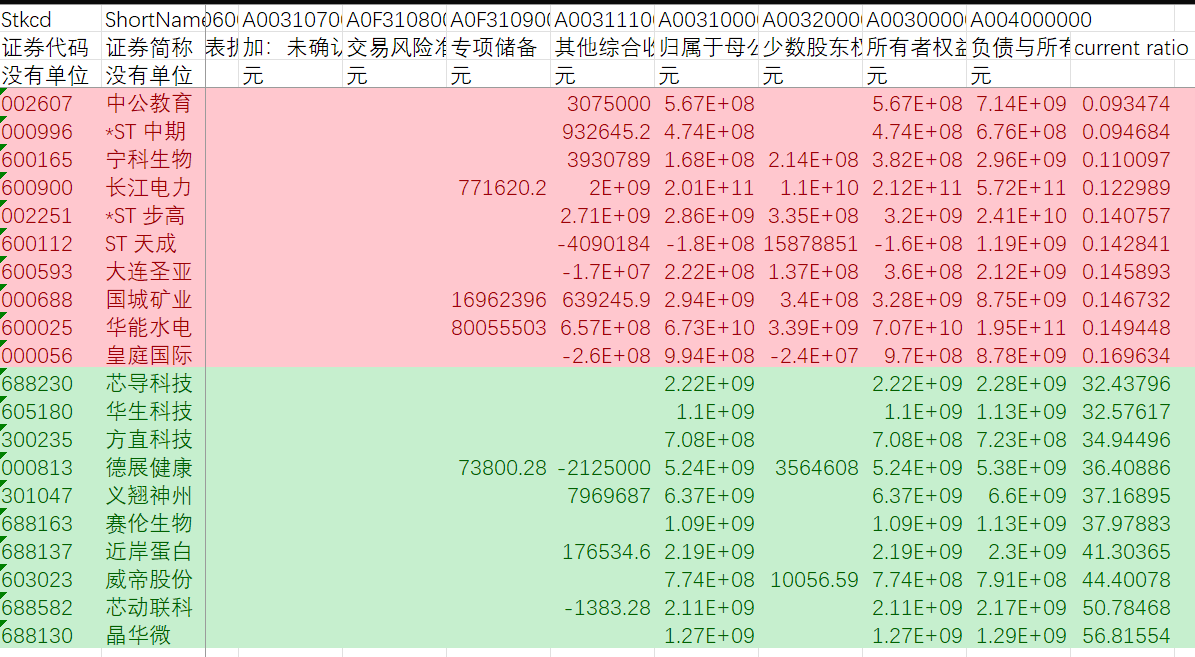 Stkcd ShortName 0600 A00310700 A0F310800 A0F310900 A00311100 A00310000 A00320000 A00300000 A004000000
证券代码 证券简称 表折 加：未确认 交易风险准 专项储备 其他综合收 归属于母公 少数股东权 所有者权益 负债与所有 current ratio
没有单位 没有单位 元 元 元 元 元 元 元 元
002607 中公教育 3075000 5.67E+08 5.67E+08 7.14E+09 0.093474
000996 *ST 中期 932645.2 4.74E+08 4.74E+08 6.76E+08 0.094684
600165 宁科生物 3930789 1.68E+08 2.14E+08 3.82E+08 2.96E+09 0.110097
600900 长江电力 771620.2 2E+09 2.01E+11 1.1E+10 2.12E+11 5.72E+11 0.122989
002251 *ST 步高 2.71E+09 2.86E+09 3.35E+08 3.2E+09 2.41E+10 0.140757
600112 ST 天成 -4090184 -1.8E+08 15878851 -1.6E+08 1.19E+09 0.142841
600593 大连圣亚 -1.7E+07 2.22E+08 1.37E+08 3.6E+08 2.12E+09 0.145893
000688 国城矿业 16962396 639245.9 2.94E+09 3.4E+08 3.28E+09 8.75E+09 0.146732
600025 华能水电 80055503 6.57E+08 6.73E+10 3.39E+09 7.07E+10 1.95E+11 0.149448
000056 皇庭国际 -2.6E+08 9.94E+08 -2.4E+07 9.7E+08 8.78E+09 0.169634
688230 芯导科技 2.22E+09 2.22E+09 2.28E+09 32.43796
605180 华生科技 1.1E+09 1.1E+09 1.13E+09 32.57617
300235 方直科技 7.08E+08 7.08E+08 7.23E+08 34.94496
000813 德展健康 73800.28 -2125000 5.24E+09 3564608 5.24E+09 5.38E+09 36.40886
301047 义翘神州 7969687 6.37E+09 6.37E+09 6.6E+09 37.16895
688163 赛伦生物 1.09E+09 1.09E+09 1.13E+09 37.97883
688137 近岸蛋白 176534.6 2.19E+09 2.19E+09 2.3E+09 41.30365
603023 威帝股份 7.74E+08 10056.59 7.74E+08 7.91E+08 44.40078
688582 芯动联科 -1383.28 2.11E+09 2.11E+09 2.17E+09 50.78468
688130 晶华微 1.27E+09 1.27E+09 1.29E+09 56.81554